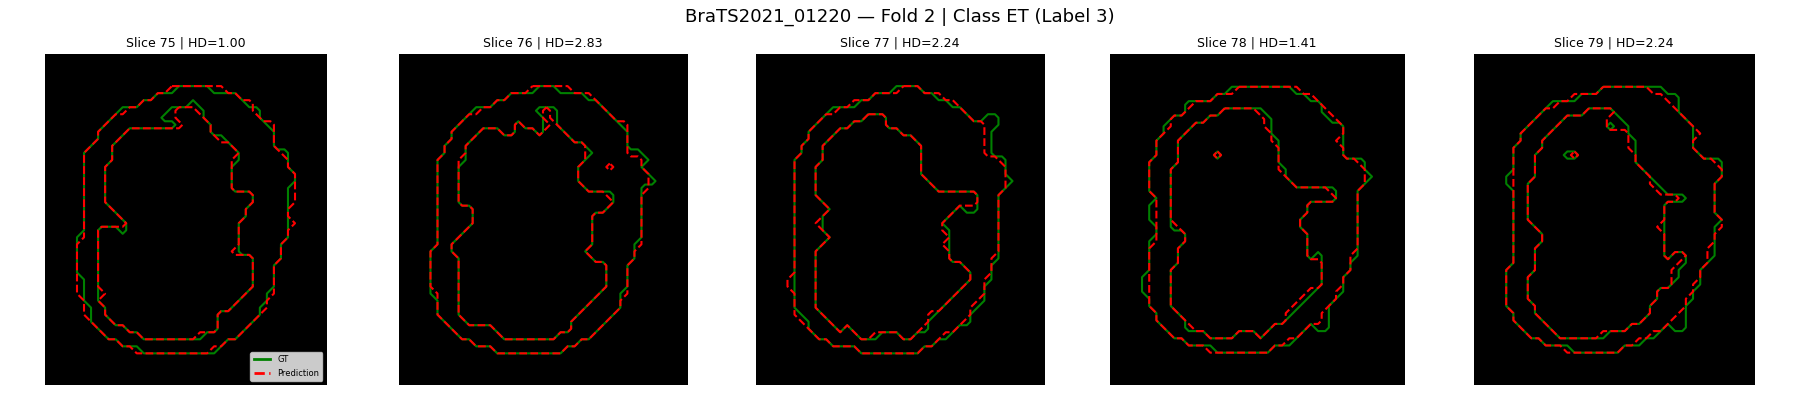 BraTS2021_01220 — Fold 2 | Class ET (Label 3)
Slice 75 | HD=1.00
Slice 76 | HD=2.83
Slice 77 | HD=2.24
Slice 78 | HD=1.41
Slice 79 | HD=2.24
GT
Prediction